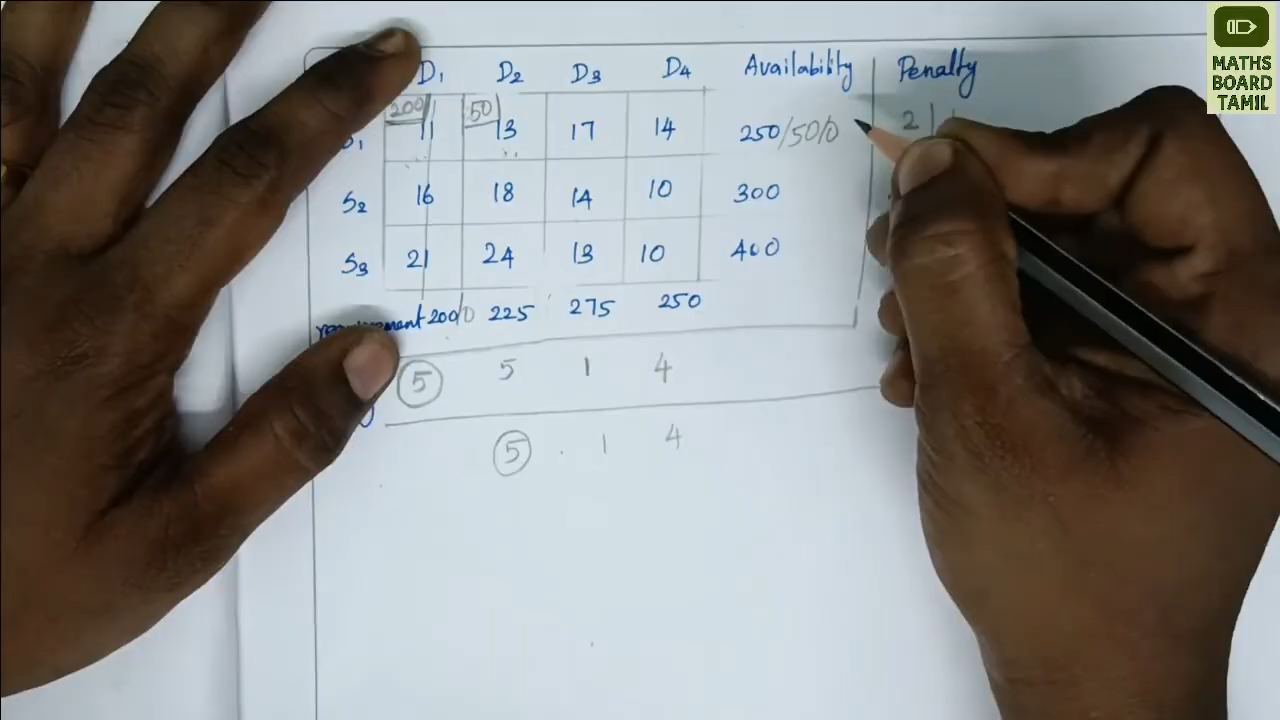 D1 D2 D3 D4 Availability Penalty
200 50
11 13 17 14 250/50/0 2
S2 16 18 14 10 300
S3 21 24 13 10 400
200/0 225 275 250
5 5 1 4
5 1 4
MATHS
BOARD
TAMIL